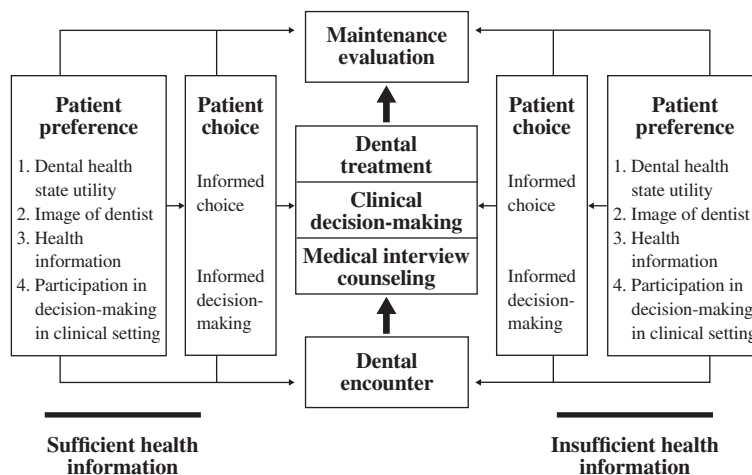 Maintenance
evaluation
Patient
preference
1. Dental health
state utility
2. Image of dentist
3. Health
information
4. Participation in
decision-making
in clinical setting
Patient
choice
Informed
choice
Informed
decision-
making
Dental
treatment
Clinical
decision-making
Medical interview
counseling
Dental
encounter
Patient
choice
Informed
choice
Informed
decision-
making
Patient
preference
1. Dental health
state utility
2. Image of dentist
3. Health
information
4. Participation in
decision-making
in clinical setting
Sufficient health
information
Insufficient health
information